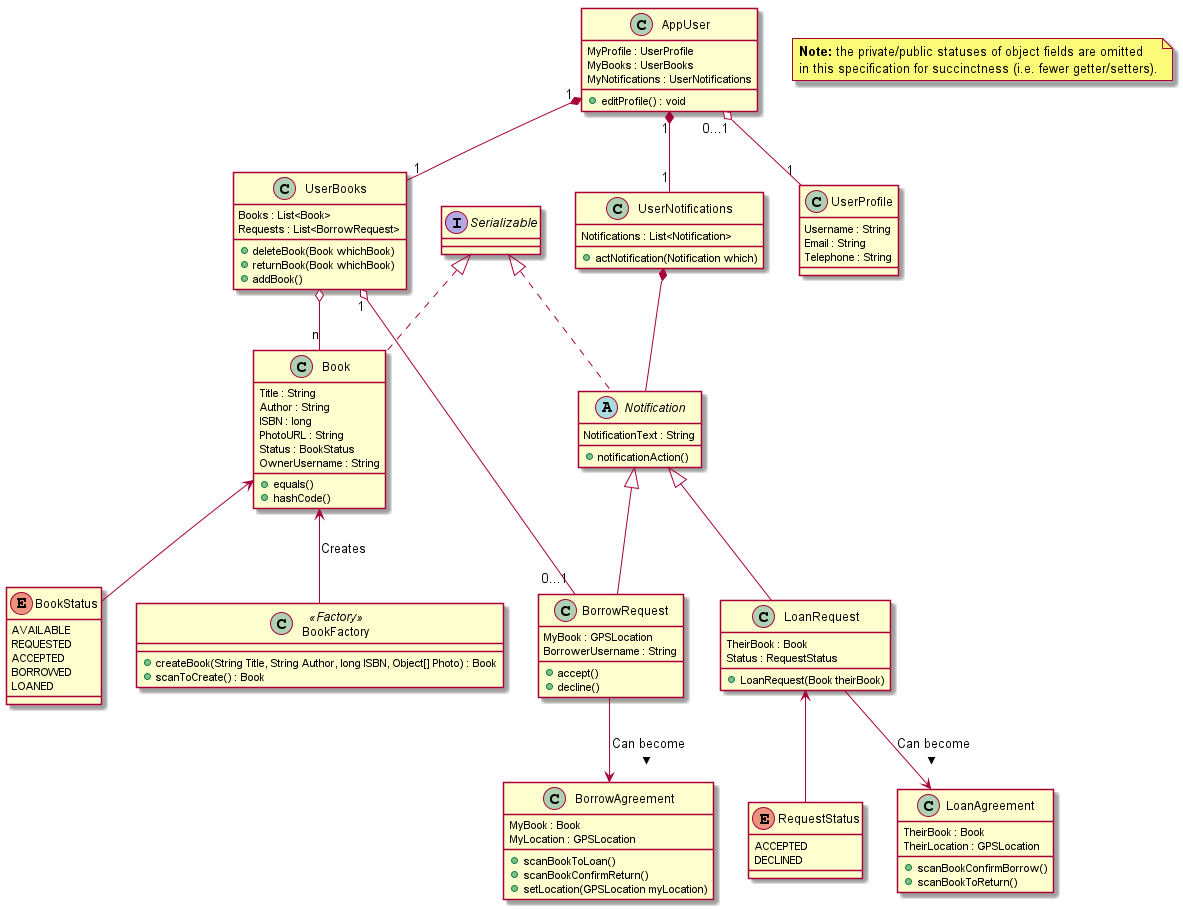 C AppUser
MyProfile : UserProfile
MyBooks : UserBooks
MyNotifications : UserNotifications
editProfile() : void
Note: the private/public statuses of object fields are omitted
in this specification for succinctness (i.e. fewer getter/setters).
1
1
0...1
1
1
1
C UserBooks
Books : List<Book>
Requests : List<BorrowRequest>
deleteBook(Book whichBook)
returnBook(Book whichBook)
addBook()
I Serializable
C UserNotifications
Notifications : List<Notification>
actNotification(Notification which)
C UserProfile
Username : String
Email : String
Telephone : String
1
n
C Book
Title : String
Author : String
ISBN : long
PhotoURL : String
Status : BookStatus
OwnerUsername : String
equals()
hashCode()
A Notification
NotificationText : String
notificationAction()
Creates
0...1
E BookStatus
AVAILABLE
REQUESTED
ACCEPTED
BORROWED
LOANED
C «Factory»
BookFactory
createBook(String Title, String Author, long ISBN, Object[] Photo) : Book
scanToCreate() : Book
C BorrowRequest
MyBook : GPSLocation
BorrowerUsername : String
accept()
decline()
C LoanRequest
TheirBook : Book
Status : RequestStatus
LoanRequest(Book theirBook)
Can become
Can become
C BorrowAgreement
MyBook : Book
MyLocation : GPSLocation
scanBookToLoan()
scanBookConfirmReturn()
setLocation(GPSLocation myLocation)
E RequestStatus
ACCEPTED
DECLINED
C LoanAgreement
TheirBook : Book
TheirLocation : GPSLocation
scanBookConfirmBorrow()
scanBookToReturn()